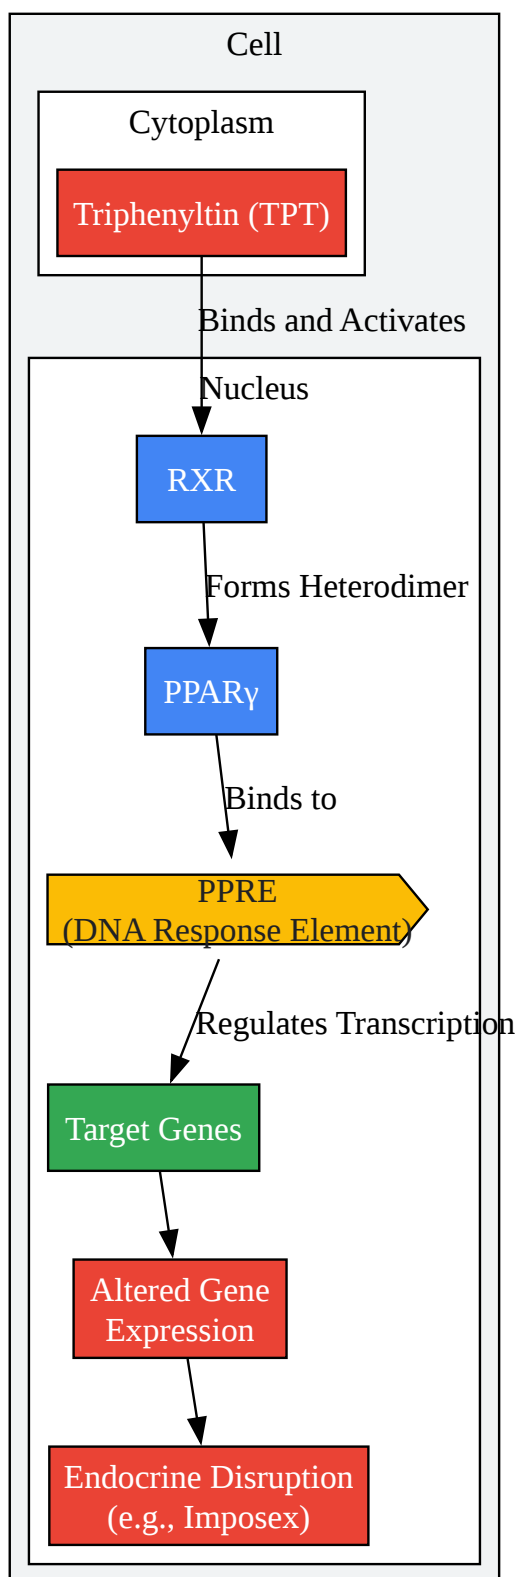 Cell
Cytoplasm
Triphenyltin (TPT)
Binds and Activates
Nucleus
RXR
Forms Heterodimer
PPARγ
Binds to
PPRE
(DNA Response Element)
Regulates Transcription
Target Genes
Altered Gene
Expression
Endocrine Disruption
(e.g., Imposex)